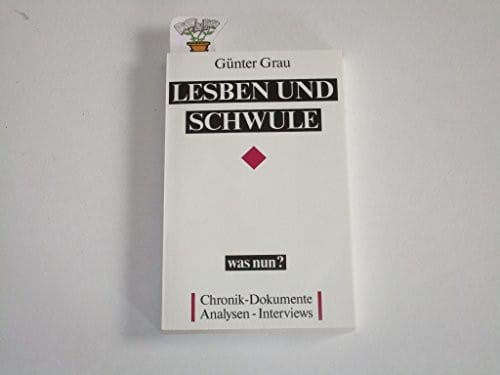 Günter Grau
LESBEN UND
SCHWULE
was nun?
Chronik-Dokumente
Analysen - Interviews